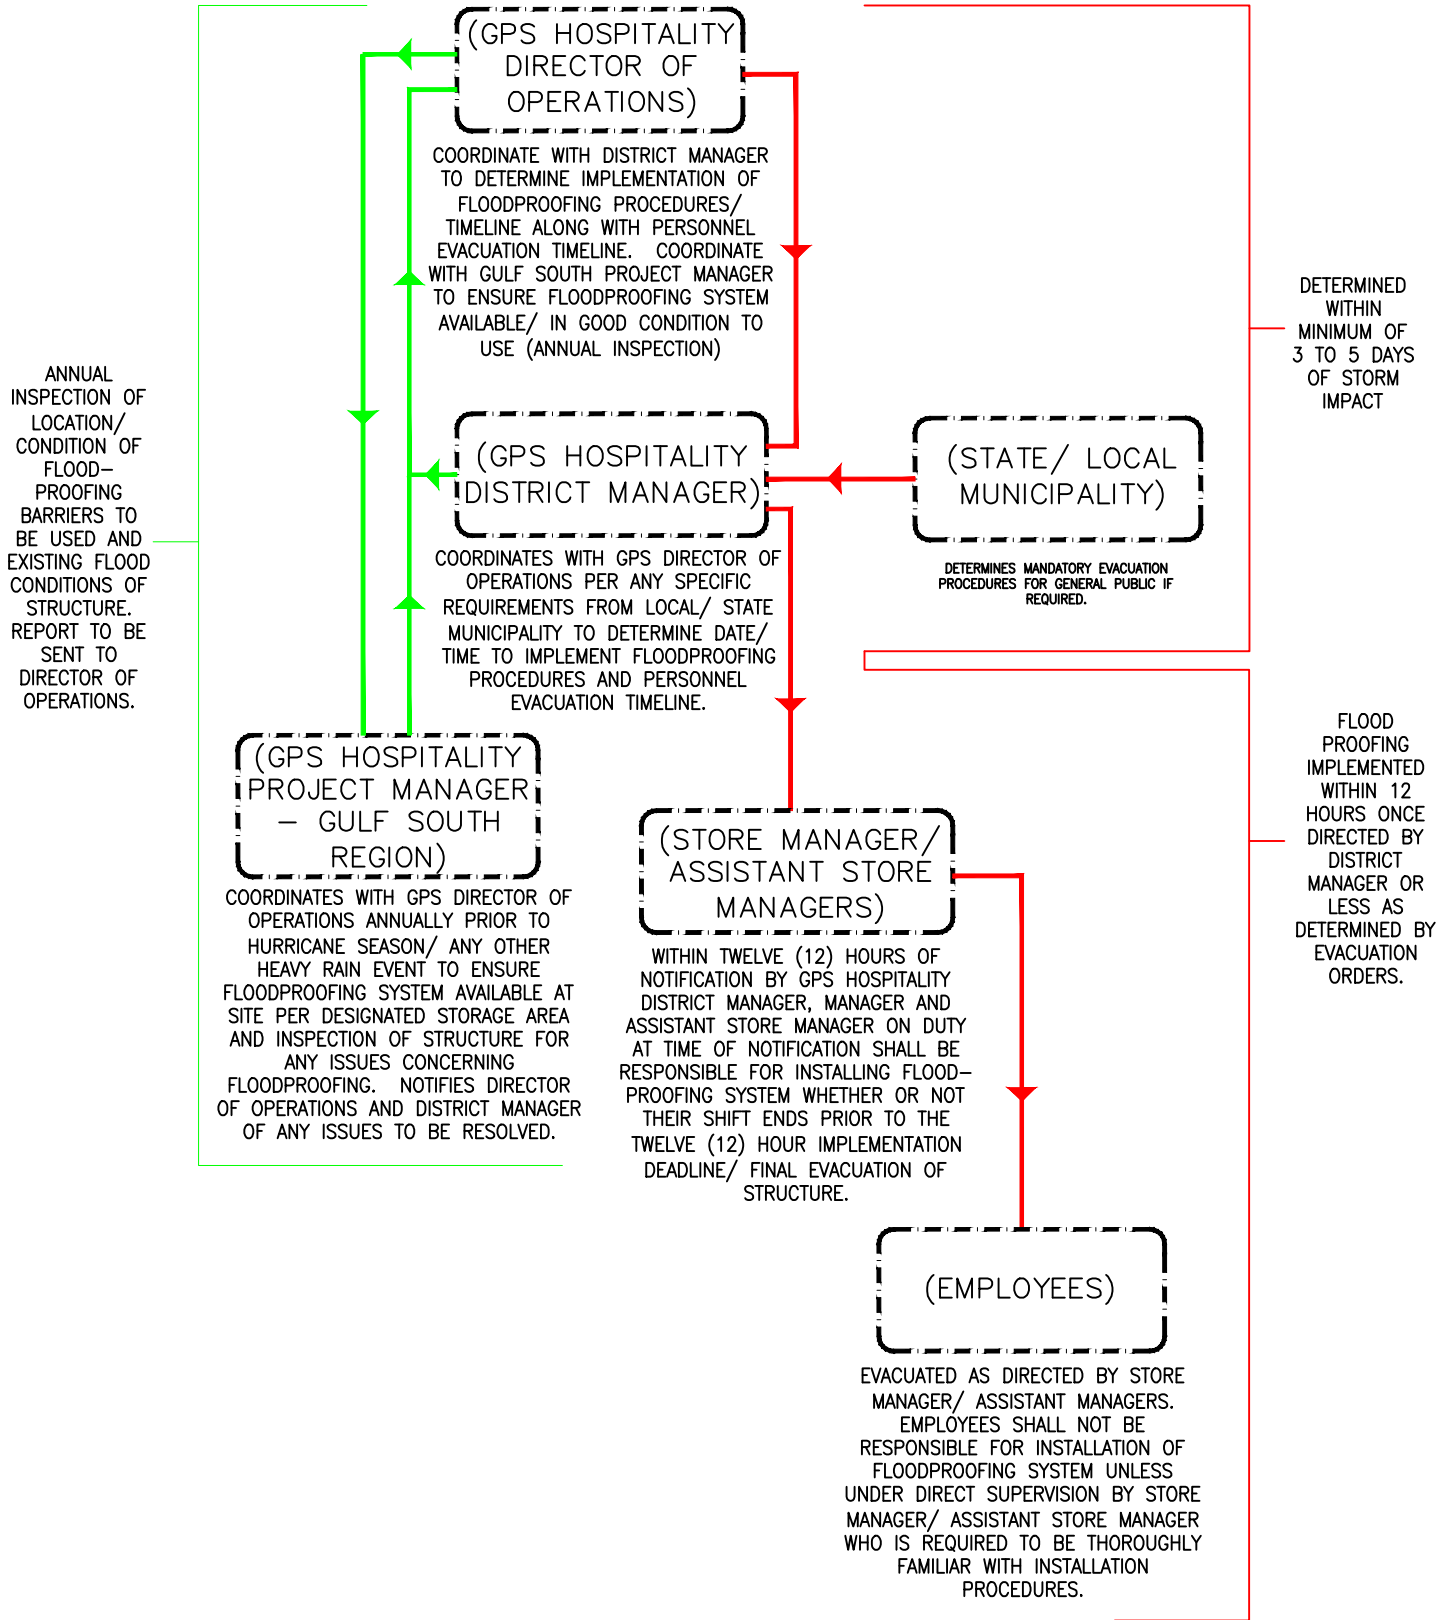 (GPS HOSPITALITY
DIRECTOR OF
OPERATIONS)
COORDINATE WITH DISTRICT MANAGER
TO DETERMINE IMPLEMENTATION OF
FLOODPROOFING PROCEDURES/
TIMELINE ALONG WITH PERSONNEL
EVACUATION TIMELINE. COORDINATE
WITH GULF SOUTH PROJECT MANAGER
TO ENSURE FLOODPROOFING SYSTEM
AVAILABLE/ IN GOOD CONDITION TO
USE (ANNUAL INSPECTION)
DETERMINED
WITHIN
MINIMUM OF
3 TO 5 DAYS
OF STORM
IMPACT
ANNUAL
INSPECTION OF
LOCATION/
CONDITION OF
FLOOD-
PROOFING
BARRIERS TO
BE USED AND
EXISTING FLOOD
CONDITIONS OF
STRUCTURE.
REPORT TO BE
SENT TO
DIRECTOR OF
OPERATIONS.
(GPS HOSPITALITY
DISTRICT MANAGER)
COORDINATES WITH GPS DIRECTOR OF
OPERATIONS PER ANY SPECIFIC
REQUIREMENTS FROM LOCAL/ STATE
MUNICIPALITY TO DETERMINE DATE/
TIME TO IMPLEMENT FLOODPROOFING
PROCEDURES AND PERSONNEL
EVACUATION TIMELINE.
(STATE/ LOCAL
MUNICIPALITY)
DETERMINES MANDATORY EVACUATION
PROCEDURES FOR GENERAL PUBLIC IF
REQUIRED.
(GPS HOSPITALITY
PROJECT MANAGER
- GULF SOUTH
REGION)
COORDINATES WITH GPS DIRECTOR OF
OPERATIONS ANNUALLY PRIOR TO
HURRICANE SEASON/ ANY OTHER
HEAVY RAIN EVENT TO ENSURE
FLOODPROOFING SYSTEM AVAILABLE AT
SITE PER DESIGNATED STORAGE AREA
AND INSPECTION OF STRUCTURE FOR
ANY ISSUES CONCERNING
FLOODPROOFING. NOTIFIES DIRECTOR
OF OPERATIONS AND DISTRICT MANAGER
OF ANY ISSUES TO BE RESOLVED.
(STORE MANAGER/
ASSISTANT STORE
MANAGERS)
WITHIN TWELVE (12) HOURS OF
NOTIFICATION BY GPS HOSPITALITY
DISTRICT MANAGER, MANAGER AND
ASSISTANT STORE MANAGER ON DUTY
AT TIME OF NOTIFICATION SHALL BE
RESPONSIBLE FOR INSTALLING FLOOD-
PROOFING SYSTEM WHETHER OR NOT
THEIR SHIFT ENDS PRIOR TO THE
TWELVE (12) HOUR IMPLEMENTATION
DEADLINE/ FINAL EVACUATION OF
STRUCTURE.
FLOOD
PROOFING
IMPLEMENTED
WITHIN 12
HOURS ONCE
DIRECTED BY
DISTRICT
MANAGER OR
LESS AS
DETERMINED BY
EVACUATION
ORDERS.
(EMPLOYEES)
EVACUATED AS DIRECTED BY STORE
MANAGER/ ASSISTANT MANAGERS.
EMPLOYEES SHALL NOT BE
RESPONSIBLE FOR INSTALLATION OF
FLOODPROOFING SYSTEM UNLESS
UNDER DIRECT SUPERVISION BY STORE
MANAGER/ ASSISTANT STORE MANAGER
WHO IS REQUIRED TO BE THOROUGHLY
FAMILIAR WITH INSTALLATION
PROCEDURES.